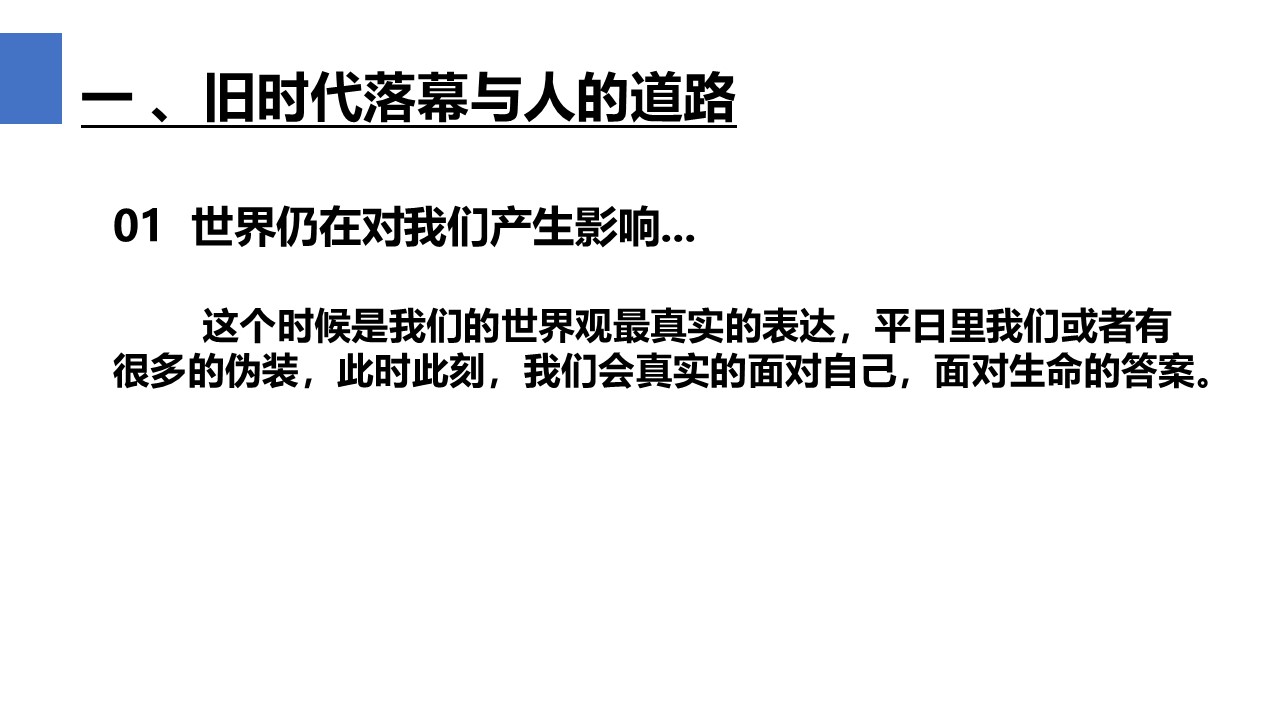 一 、旧时代落幕与人的道路
01 世界仍在对我们产生影响...
这个时候是我们的世界观最真实的表达，平日里我们或者有
很多的伪装，此时此刻，我们会真实的面对自己，面对生命的答案。